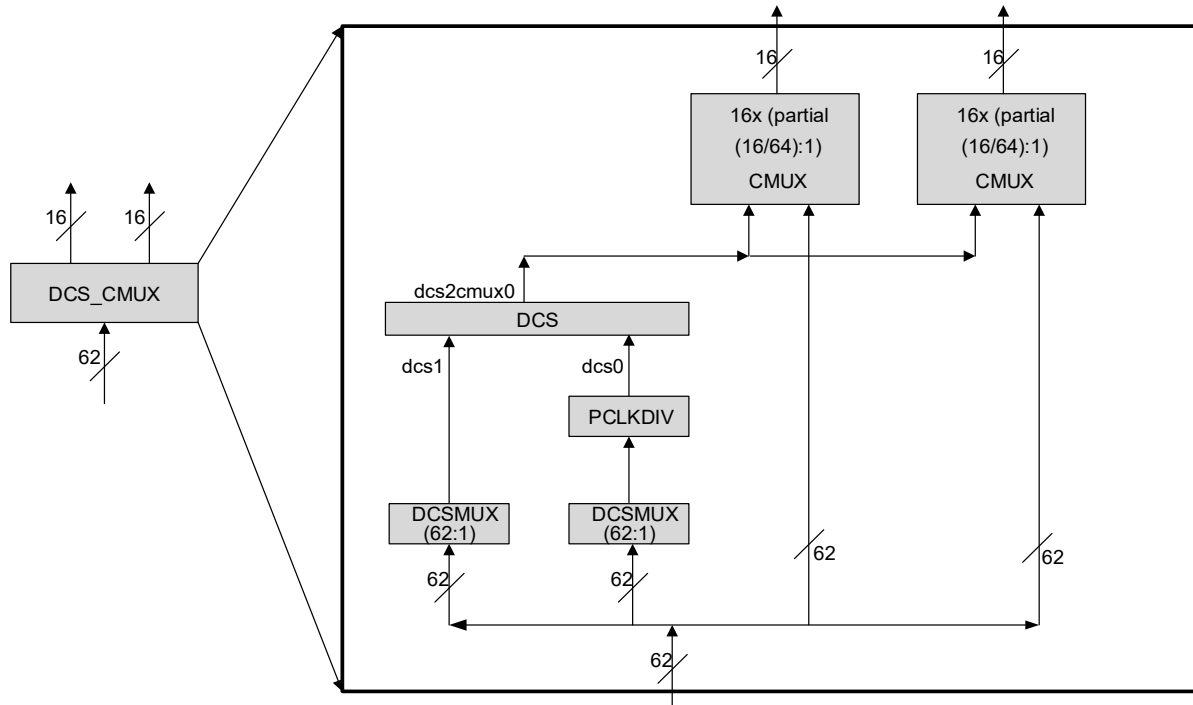 16
16
16x (partial
(16/64):1)
CMUX
16x (partial
(16/64):1)
CMUX
16
16
DCS_CMUX
62
dcs2cmux0
DCS
dcs1
dcs0
PCLKDIV
DCSMUX
(62:1)
DCSMUX
(62:1)
62
62
62
62
62